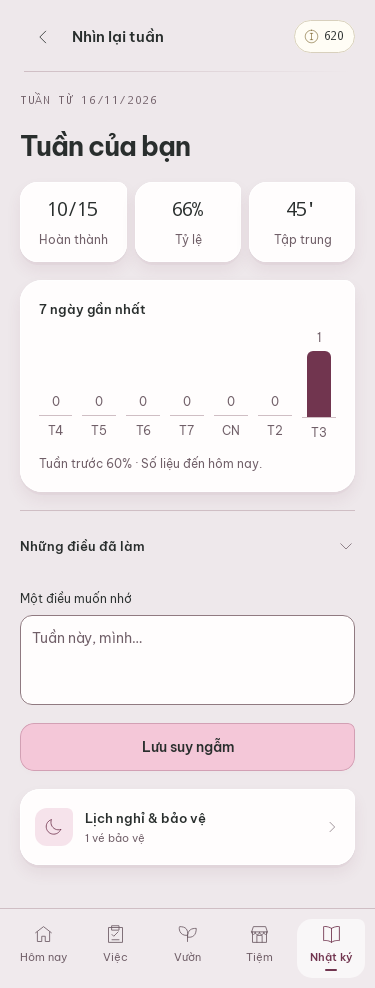 Nhìn lại tuần
620
TUẦN TỪ 16/11/2026
Tuần của bạn
10/15
Hoàn thành
66%
Tỷ lệ
45'
Tập trung
7 ngày gần nhất
0 0 0 0 0 0 1
T4 T5 T6 T7 CN T2 T3
Tuần trước 60% · Số liệu đến hôm nay.
Những điều đã làm
Một điều muốn nhớ
Tuần này, mình...
Lưu suy ngẫm
Lịch nghỉ & bảo vệ
1 vé bảo vệ
Hôm nay Việc Vườn Tiệm Nhật ký